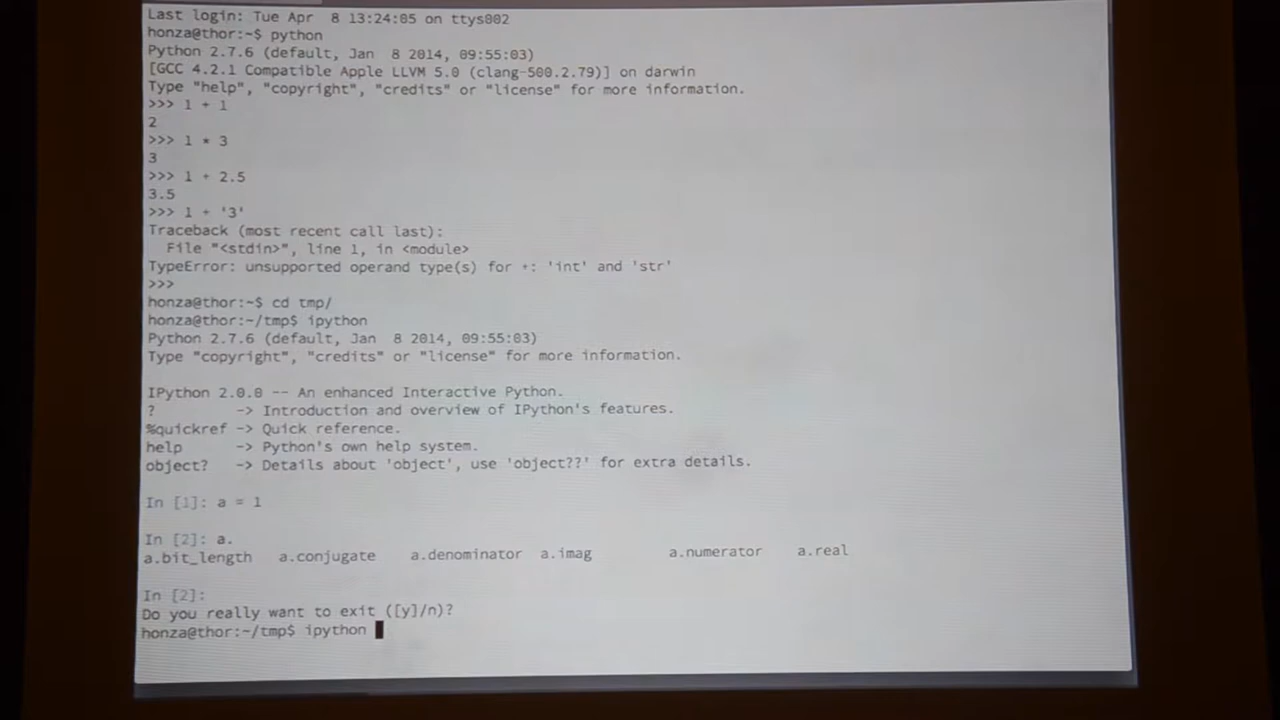 Last login: Tue Apr  8 13:24:05 on ttys002
honza@thor:~$ python
Python 2.7.6 (default, Jan  8 2014, 09:55:03)
[GCC 4.2.1 Compatible Apple LLVM 5.0 (clang-500.2.79)] on darwin
Type "help", "copyright", "credits" or "license" for more information.
>>> 1 + 1
2
>>> 1 * 3
3
>>> 1 + 2.5
3.5
>>> 1 + '3'
Traceback (most recent call last):
  File "<stdin>", line 1, in <module>
TypeError: unsupported operand type(s) for +: 'int' and 'str'
>>>
honza@thor:~$ cd tmp/
honza@thor:~/tmp$ ipython
Python 2.7.6 (default, Jan  8 2014, 09:55:03)
Type "copyright", "credits" or "license" for more information.
IPython 2.0.0 -- An enhanced Interactive Python.
?         -> Introduction and overview of IPython's features.
%quickref -> Quick reference.
help      -> Python's own help system.
object?   -> Details about 'object', use 'object??' for extra details.
In [1]: a = 1
In [2]: a.
a.bit_length   a.conjugate    a.denominator  a.imag         a.numerator    a.real
In [2]:
Do you really want to exit ([y]/n)?
honza@thor:~/tmp$ ipython